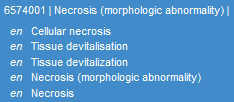 6574001 | Necrosis (morphologic abnormality) |
en Cellular necrosis
en Tissue devitalisation
en Tissue devitalization
en Necrosis (morphologic abnormality)
en Necrosis